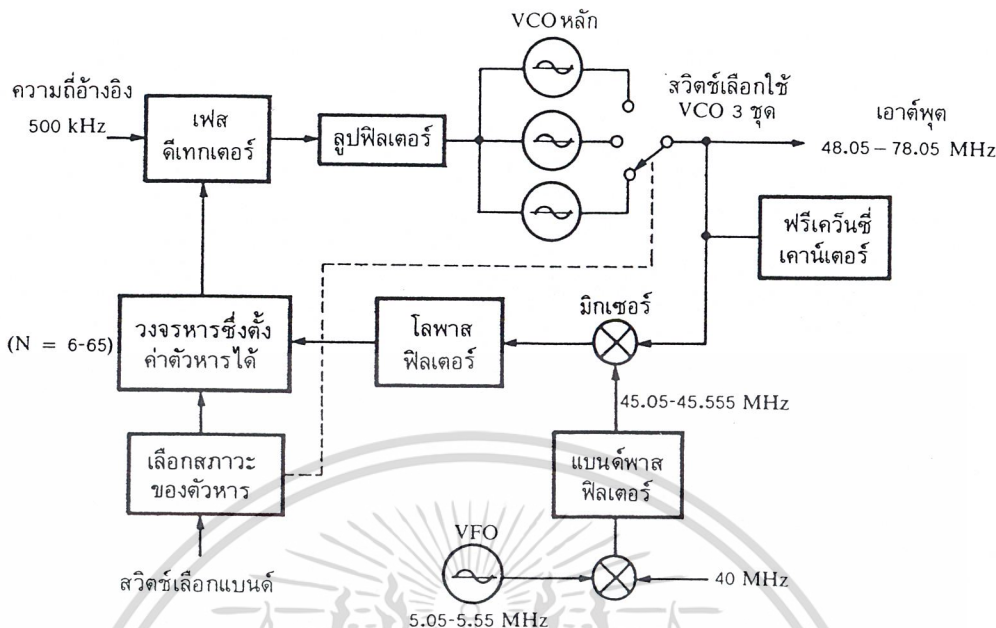 VCO หลัก
ความถี่อ้างอิง
500 kHz
เฟส
ดีเทกเตอร์
ลูปฟิลเตอร์
สวิตช์เลือกใช้
VCO 3 ชุด
เอาต์พุต
48.05 – 78.05 MHz
ฟรีเควนซี่
เคาน์เตอร์
(N = 6-65)
วงจรหารซึ่งตั้ง
ค่าตัวหารได้
โลพาส
ฟิลเตอร์
มิกเซอร์
45.05-45.555 MHz
เลือกสภาวะ
ของตัวหาร
แบนด์พาส
ฟิลเตอร์
สวิตช์เลือกแบนด์
VFO
40 MHz
5.05-5.55 MHz